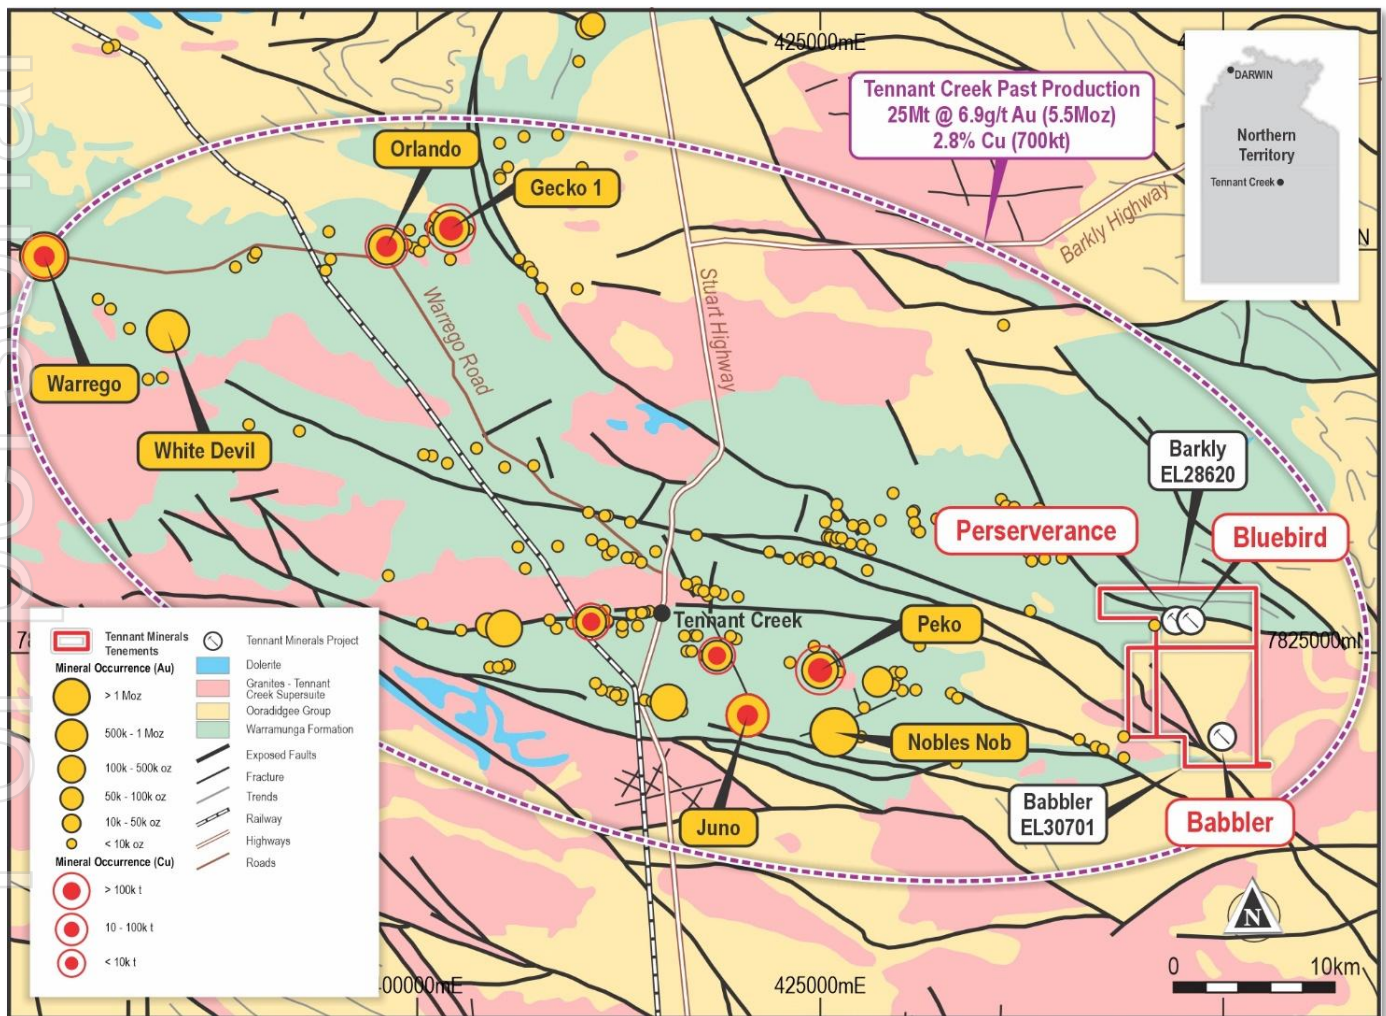 425000mE
Tennant Creek Past Production
25Mt @ 6.9g/t Au (5.5Moz)
2.8% Cu (700kt)
DARWIN
Northern
Territory
Tennant Creek
Orlando
Gecko 1
Barkly Highway
N
Stuart Highway
Warrego Road
Warrego
White Devil
Barkly
EL28620
Perserverance
Bluebird
Tennant Creek
Peko
7825000mN
Nobles Nob
Juno
Babbler
EL30701
Babbler
Tennant Minerals
Tenements
Mineral Occurrence (Au)
> 1 Moz
500k - 1 Moz
100k - 500k oz
50k - 100k oz
10k - 50k oz
< 10k oz
Mineral Occurrence (Cu)
> 100k t
10 - 100k t
< 10k t
Tennant Minerals Project
Dolerite
Granites - Tennant
Creek Supersuite
Ooradidgee Group
Warramunga Formation
Exposed Faults
Fracture
Trends
Railway
Highways
Roads
00000mE
425000mE
N
0 10km